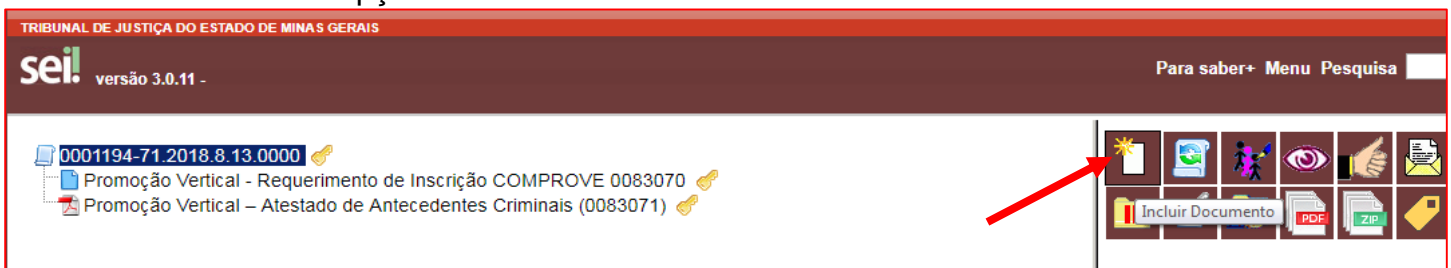 TRIBUNAL DE JUSTIÇA DO ESTADO DE MINAS GERAIS
sei! versão 3.0.11 -
Para saber+ Menu Pesquisa
0001194-71.2018.8.13.0000
Promoção Vertical - Requerimento de Inscrição COMPROVE 0083070
Promoção Vertical – Atestado de Antecedentes Criminais (0083071)
Incluir Documento
PDF
ZIP